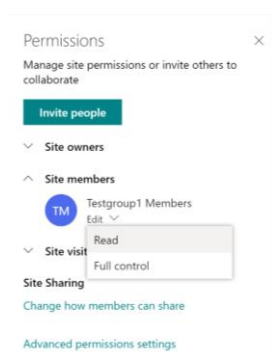 Permissions
Manage site permissions or invite others to
collaborate
Invite people
Site owners
Site members
TM
Testgroup1 Members
Edit
Read
Site visit
Full control
Site Sharing
Change how members can share
Advanced permissions settings